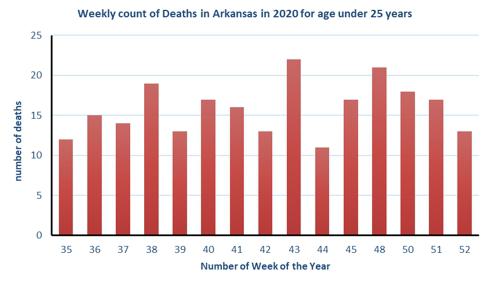 Weekly count of Deaths in Arkansas in 2020 for age under 25 years
25
20
15
10
5
0
number of deaths
35 36 37 38 39 40 41 42 43 44 45 48 50 51 52
Number of Week of the Year